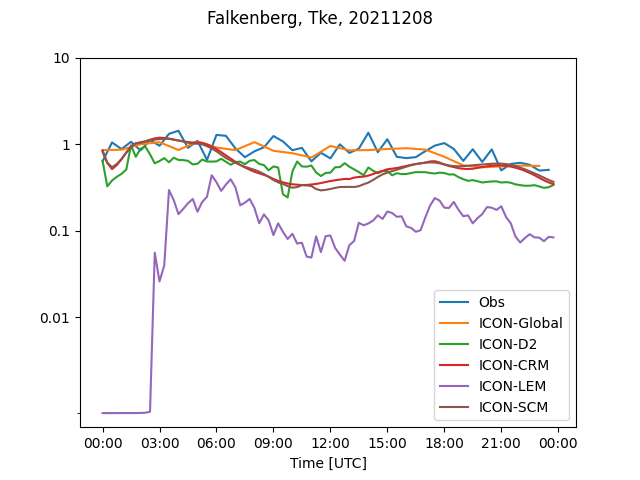 Falkenberg, Tke, 20211208
10
1
0.1
0.01
Obs
ICON-Global
ICON-D2
ICON-CRM
ICON-LEM
ICON-SCM
00:00 03:00 06:00 09:00 12:00 15:00 18:00 21:00 00:00
Time [UTC]